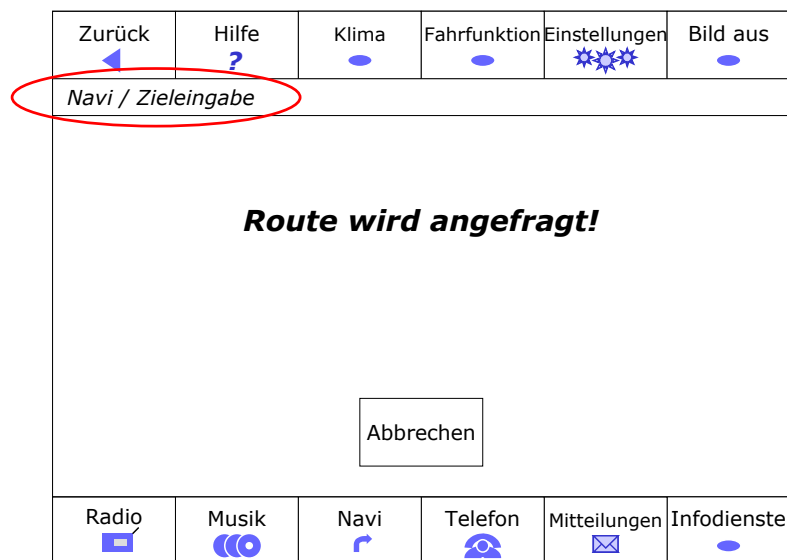 Zurück Hilfe Klima Fahrfunktion Einstellungen Bild aus
?
Navi / Zieleingabe
Route wird angefragt!
Abbrechen
Radio Musik Navi Telefon Mitteilungen Infodienste